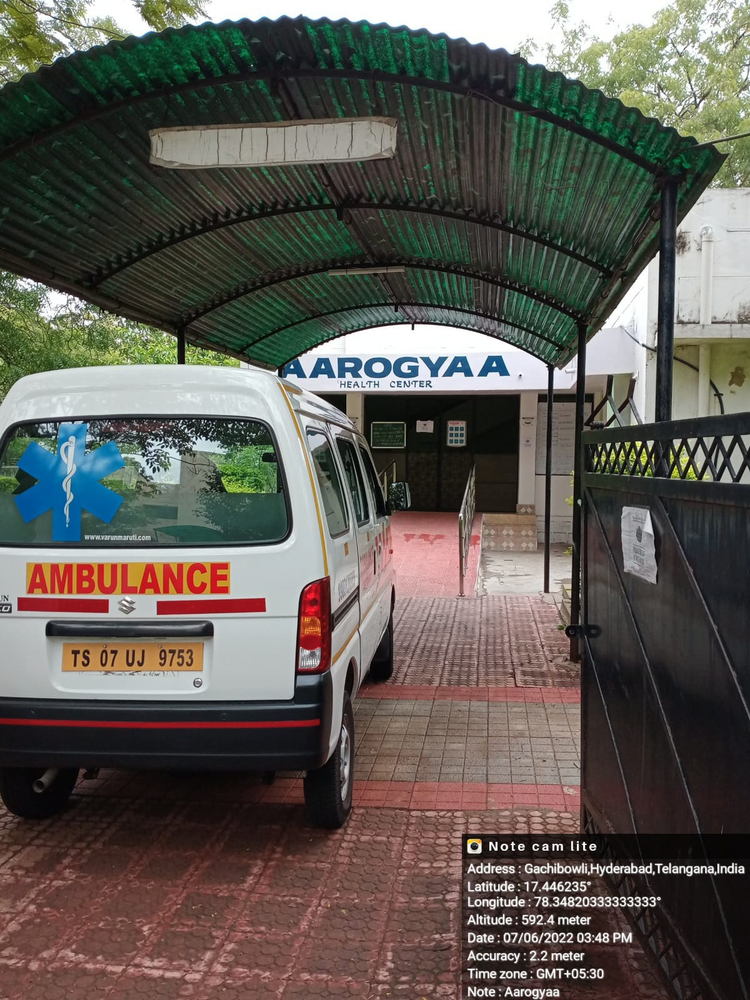 AAROGYAA
HEALTH CENTER
www.varunmaruti.com
AMBULANCE
TS 07 UJ 9753
Note cam lite
Address : Gachibowli,Hyderabad,Telangana,India
Latitude : 17.446235°
Longitude : 78.34820333333333°
Altitude : 592.4 meter
Date : 07/06/2022 03:48 PM
Accuracy : 2.2 meter
Time zone : GMT+05:30
Note : Aarogyaa